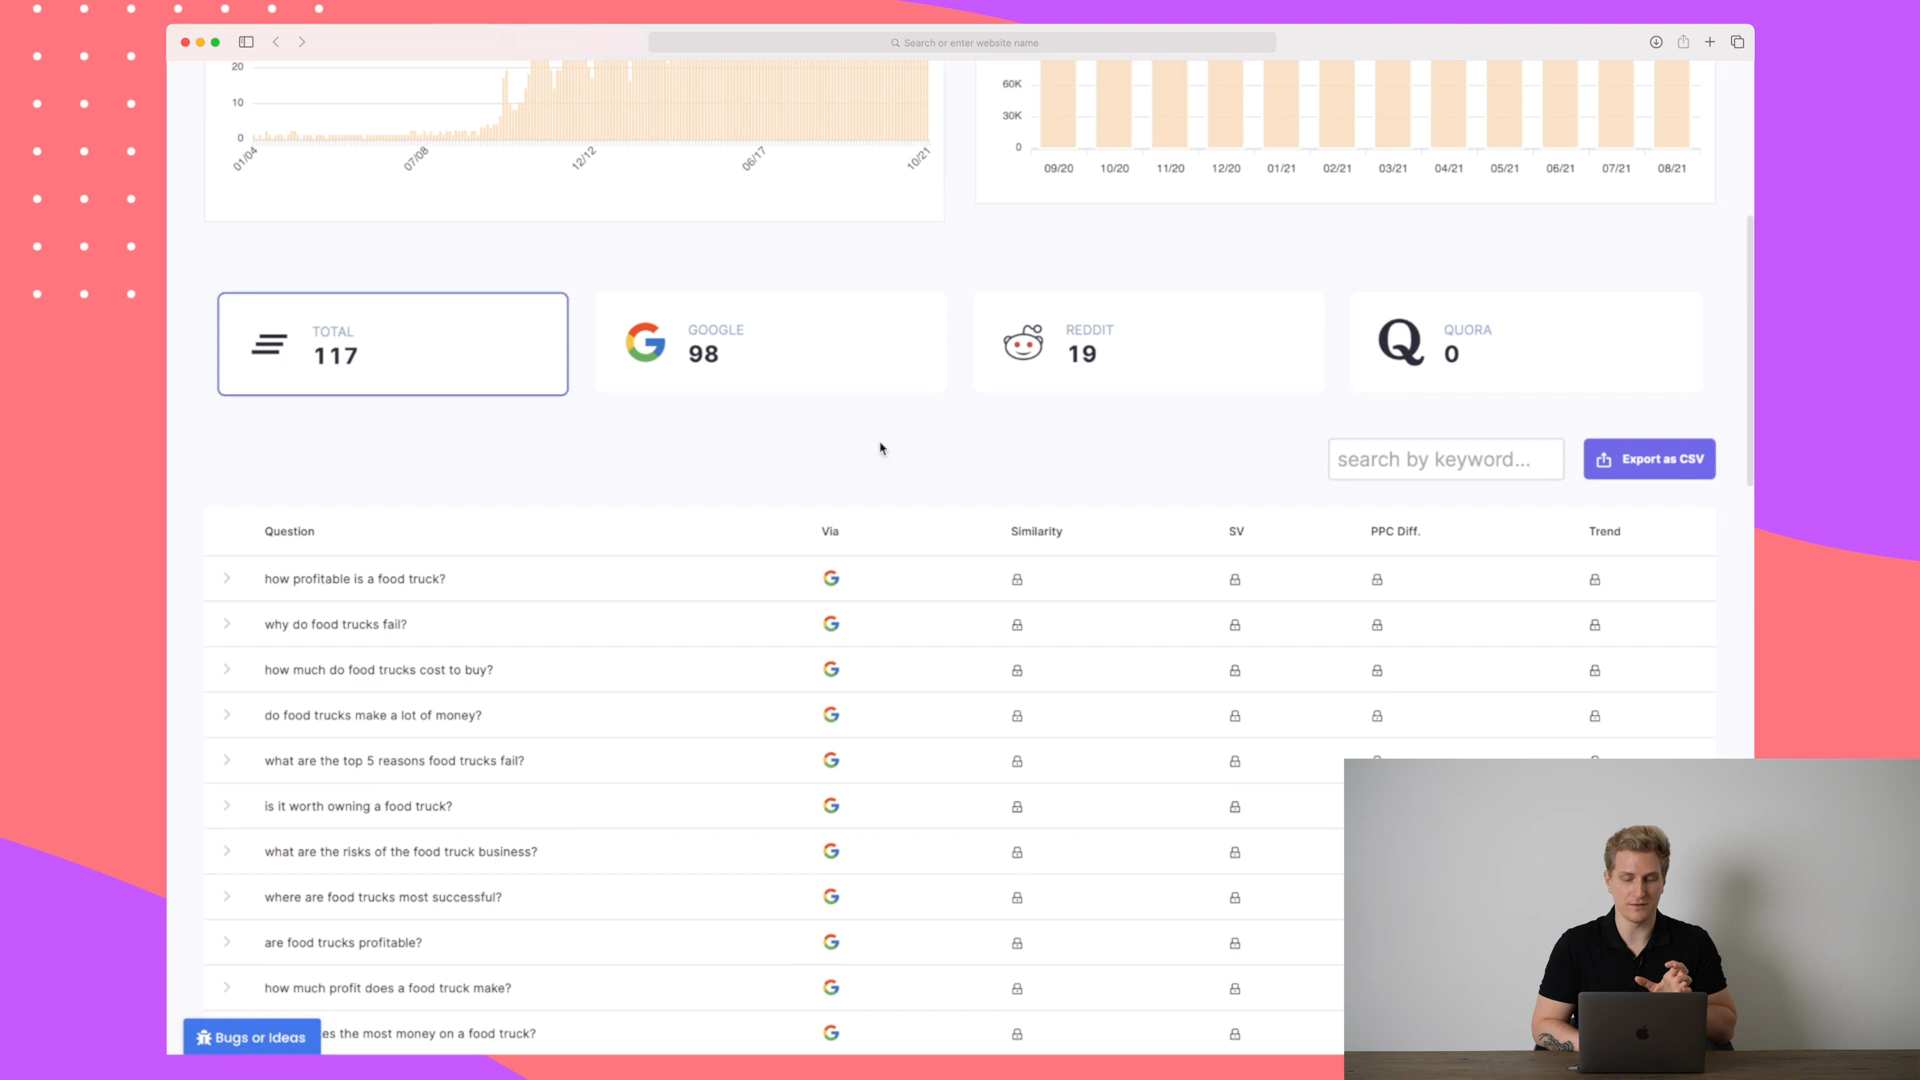 Search or enter website name
20
10
0
01/04
07/08
12/12
06/17
10/21
60K
30K
0
09/20
10/20
11/20
12/20
01/21
02/21
03/21
04/21
05/21
06/21
07/21
08/21
TOTAL
117
GOOGLE
98
REDDIT
19
QUORA
0
search by keyword...
Export as CSV
Question Via Similarity SV PPC Diff. Trend
how profitable is a food truck?
why do food trucks fail?
how much do food trucks cost to buy?
do food trucks make a lot of money?
what are the top 5 reasons food trucks fail?
is it worth owning a food truck?
what are the risks of the food truck business?
where are food trucks most successful?
are food trucks profitable?
how much profit does a food truck make?
the most money on a food truck?
Bugs or Ideas